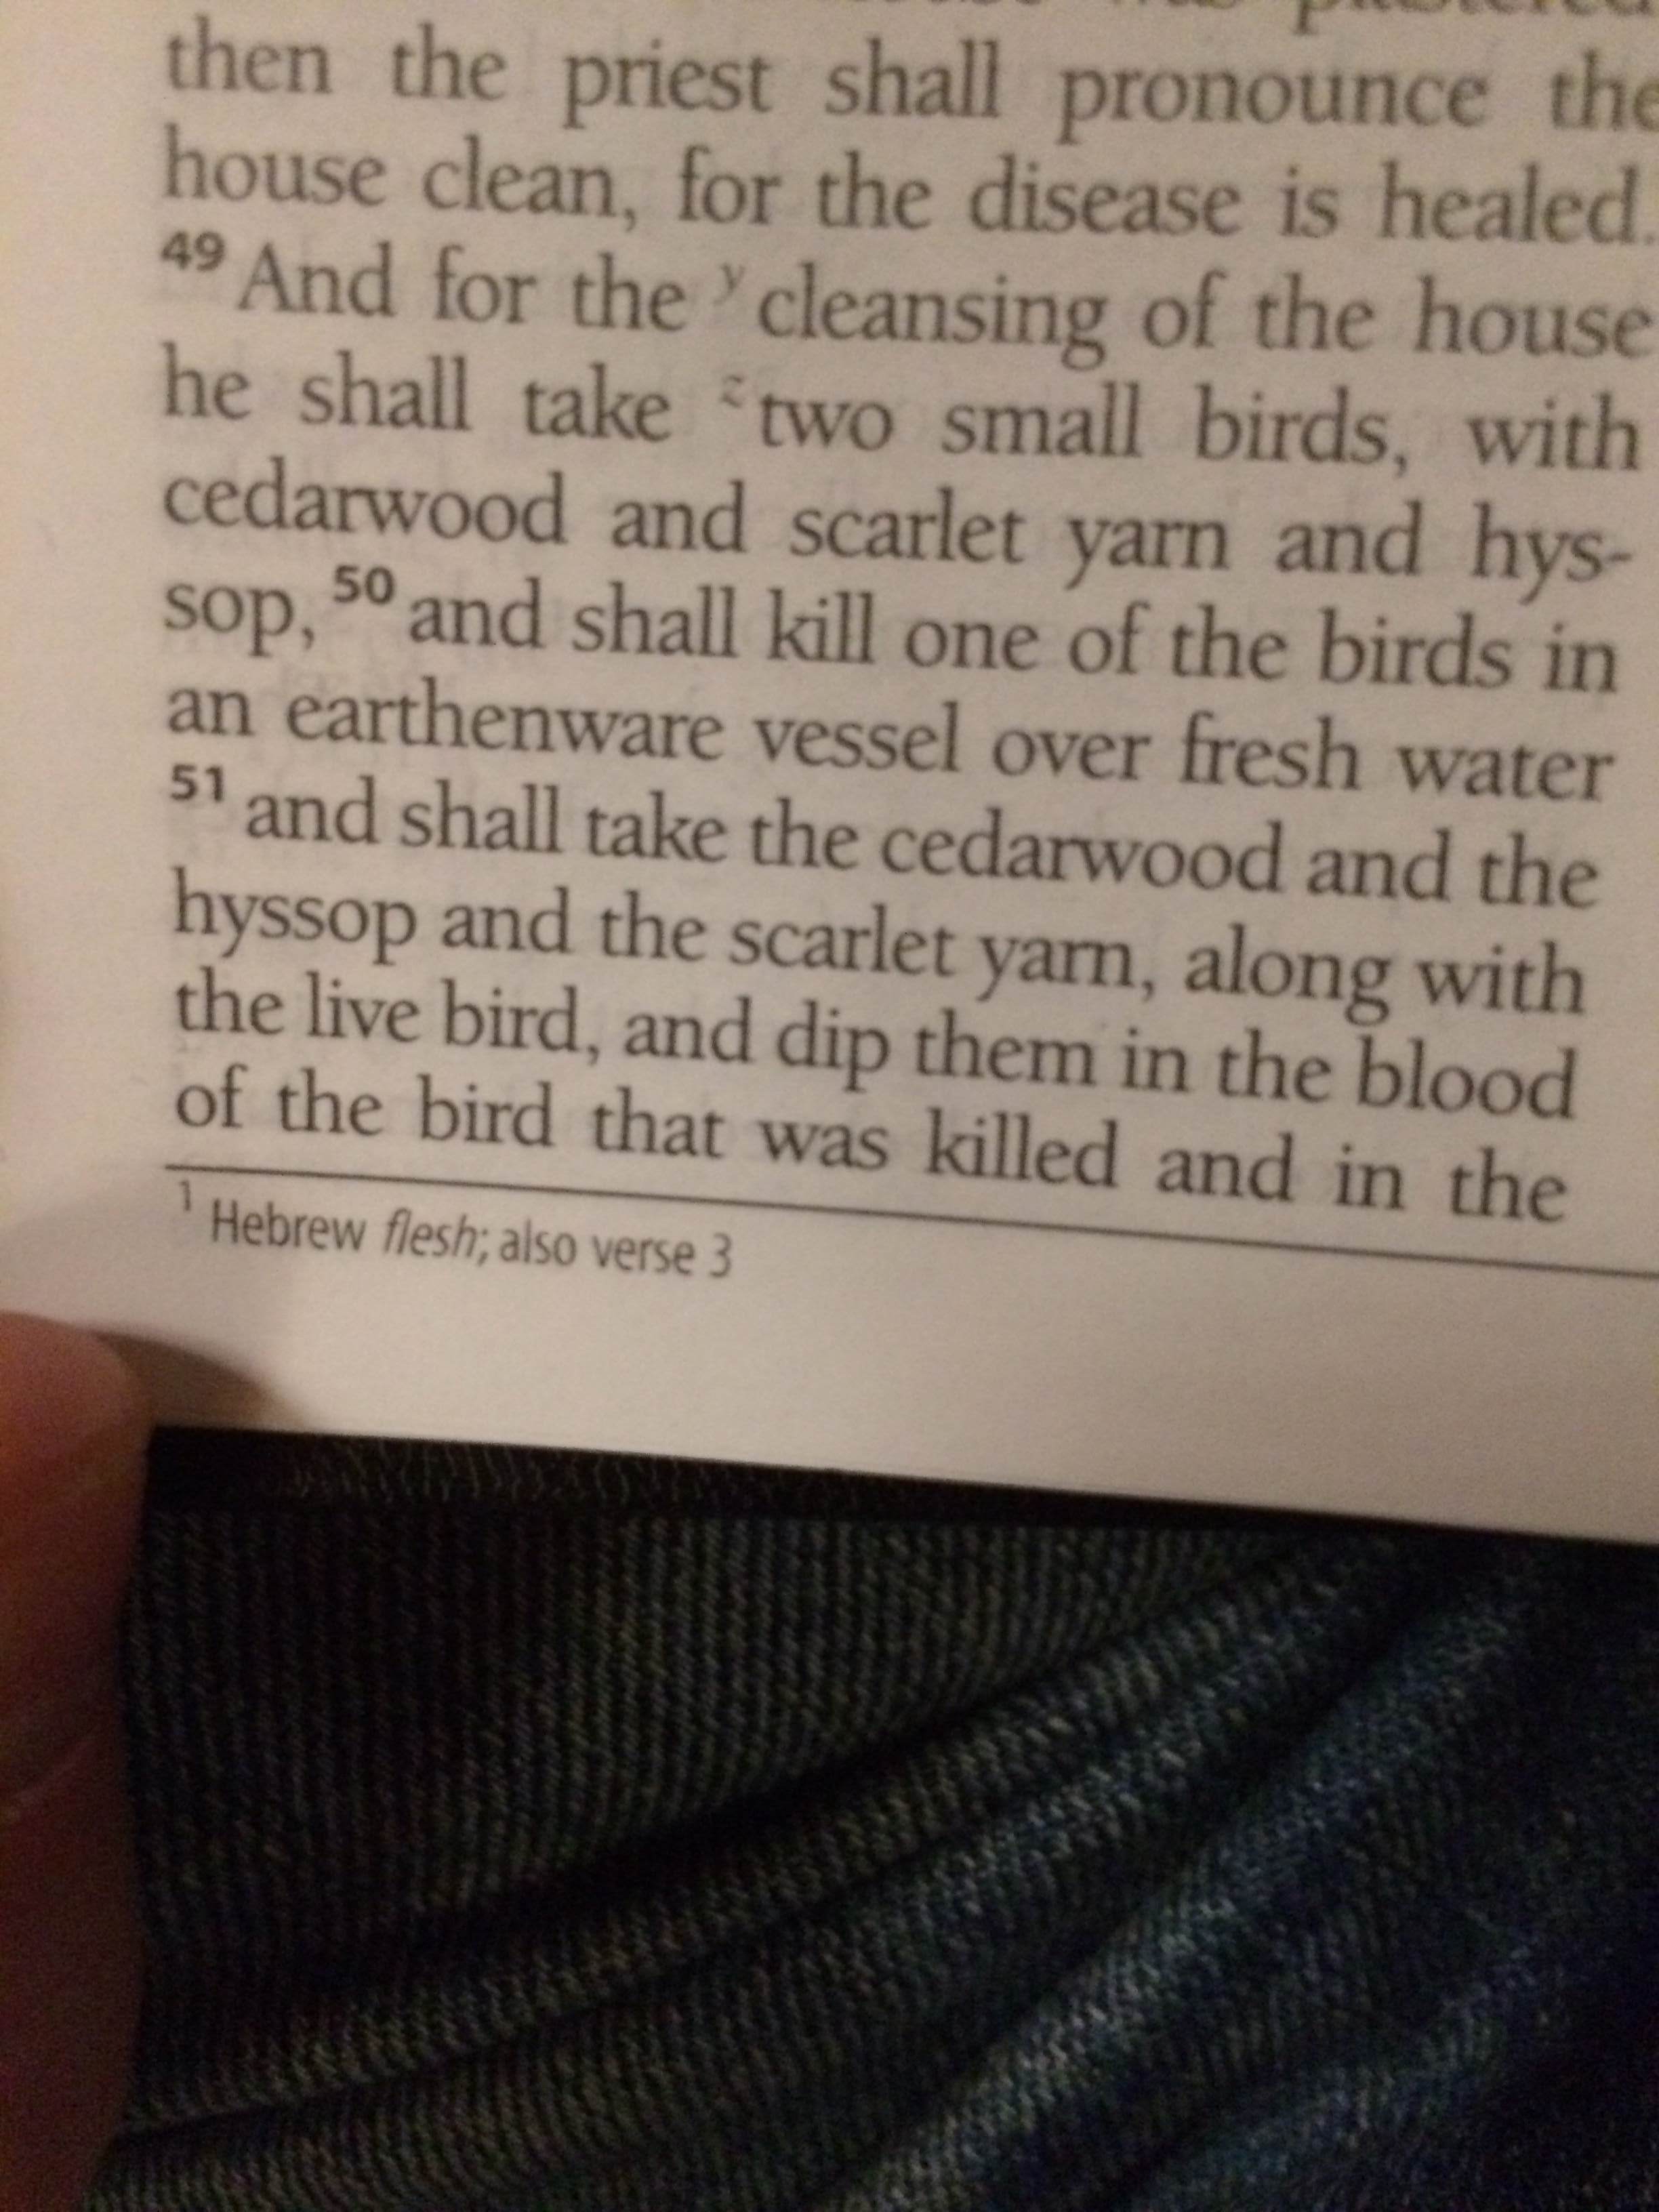 then the priest shall pronounce the
house clean, for the disease is healed.
49 And for the y cleansing of the house
he shall take z two small birds, with
cedarwood and scarlet yarn and hys-
sop, 50 and shall kill one of the birds in
an earthenware vessel over fresh water
51 and shall take the cedarwood and the
hyssop and the scarlet yarn, along with
the live bird, and dip them in the blood
of the bird that was killed and in the
1 Hebrew flesh; also verse 3